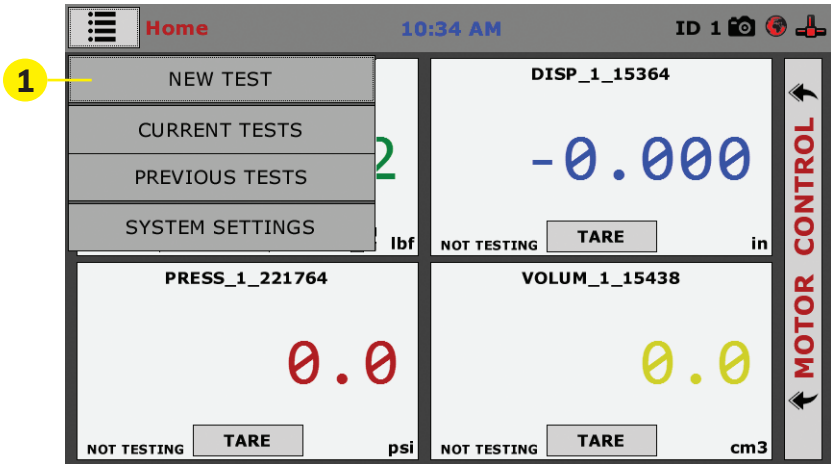 Home
10:34 AM
ID 1
1
NEW TEST
CURRENT TESTS
PREVIOUS TESTS
SYSTEM SETTINGS
2
lbf
DISP_1_15364
-0.000
NOT TESTING
TARE
in
PRESS_1_221764
0.0
NOT TESTING
TARE
psi
VOLUM_1_15438
0.0
NOT TESTING
TARE
cm3
MOTOR CONTROL